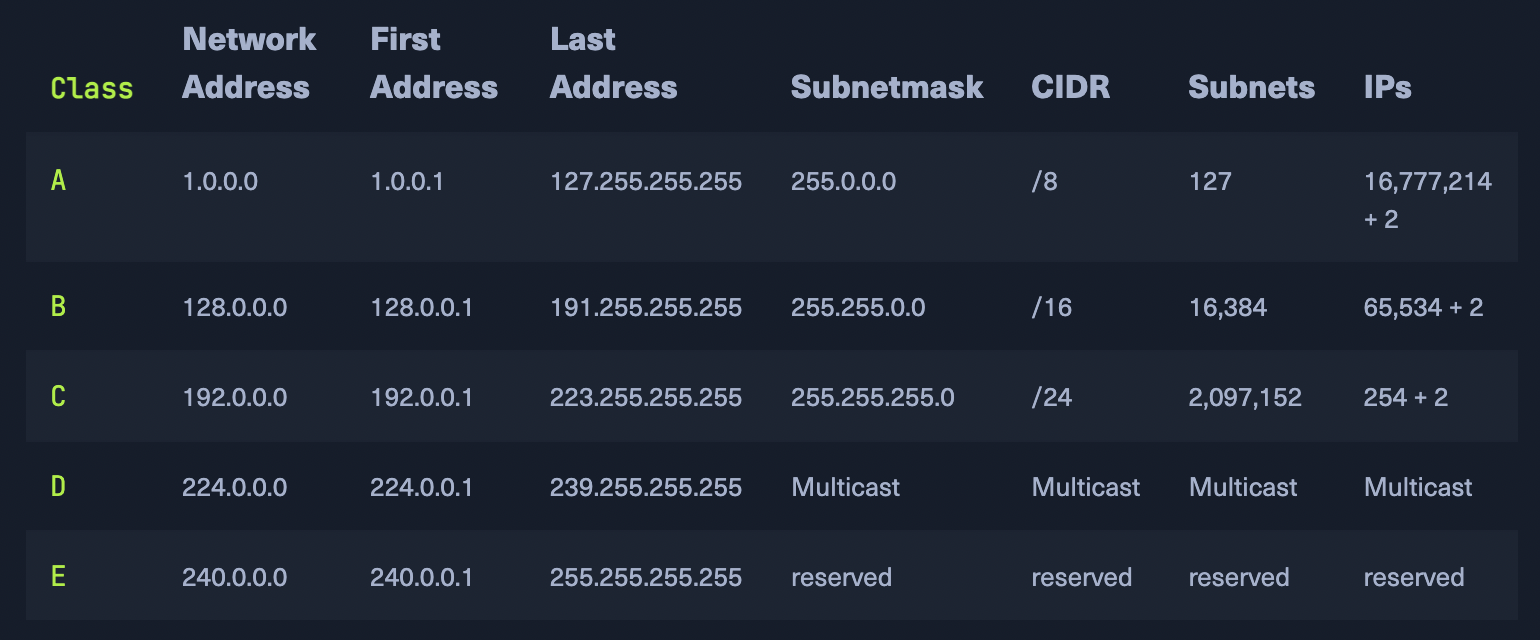 Class Network Address First Address Last Address Subnetmask CIDR Subnets IPs
A 1.0.0.0 1.0.0.1 127.255.255.255 255.0.0.0 /8 127 16,777,214 + 2
B 128.0.0.0 128.0.0.1 191.255.255.255 255.255.0.0 /16 16,384 65,534 + 2
C 192.0.0.0 192.0.0.1 223.255.255.255 255.255.255.0 /24 2,097,152 254 + 2
D 224.0.0.0 224.0.0.1 239.255.255.255 Multicast Multicast Multicast Multicast
E 240.0.0.0 240.0.0.1 255.255.255.255 reserved reserved reserved reserved